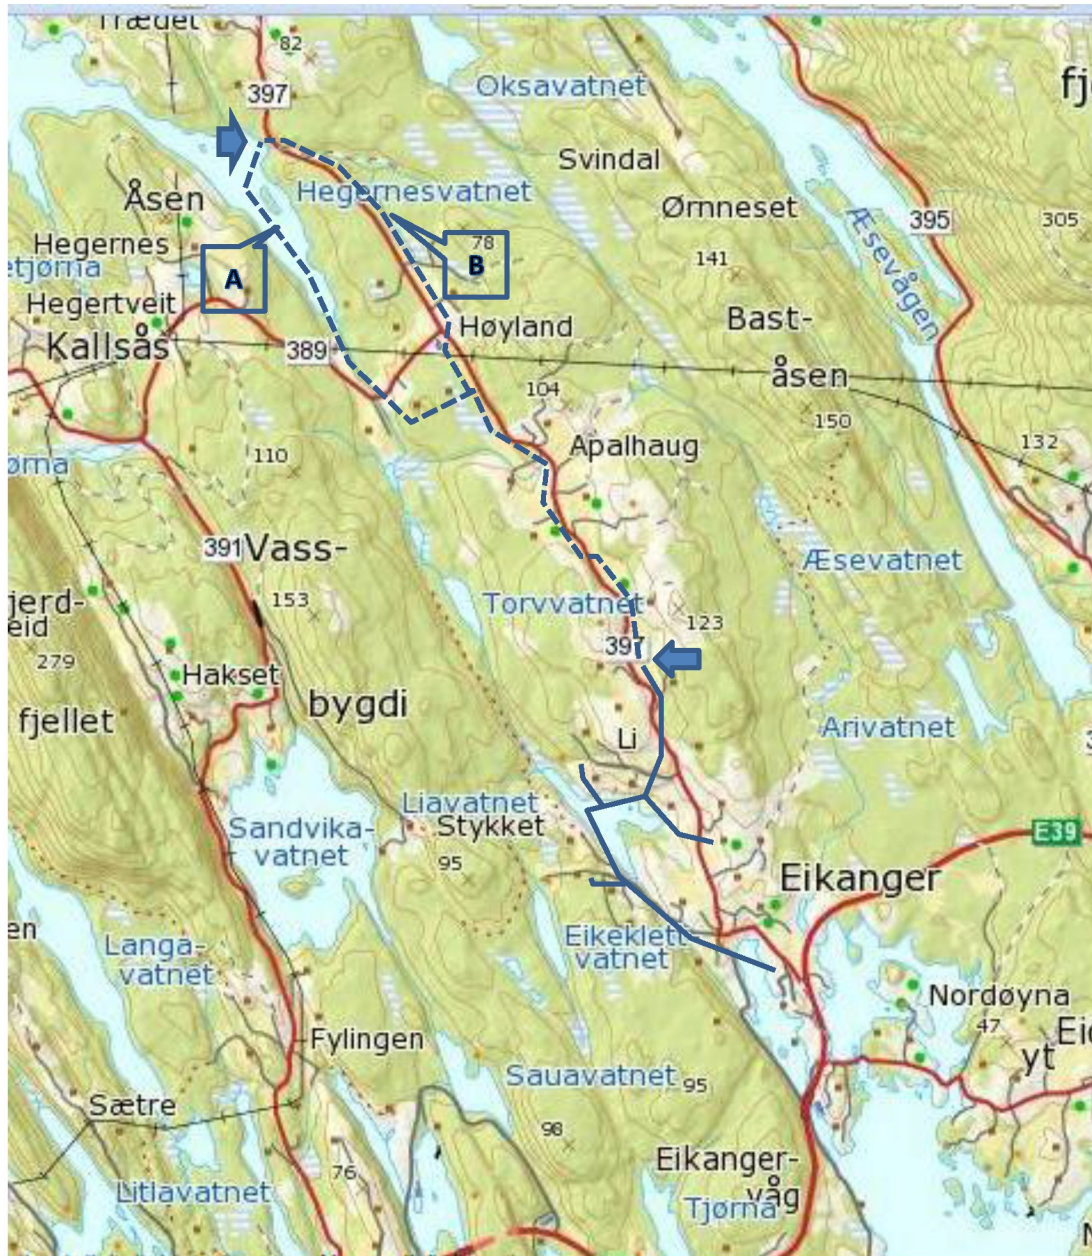 Trædet
82
397
Oksavatnet
fj
Svindal
Hegernesvatnet
Åsen
Ørnneset
395
305
Æsevågen
Hegernes
A
B
78
141
etjørna
Hegertveit
Høyland
Bast-
åsen
Kallsås
389
104
150
Apalhaug
132
ørna
110
391
Vass-
bygdi
Æsevatnet
153
Torvvatnet
jerd-
eid
123
397
279
Hakset
fjellet
Li
Arivatnet
Liavatnet
Stykket
Sandvika-
vatnet
E39
95
Eikanger
en
Langa-
vatnet
Eikeklett-
vatnet
Nordøyna
47
Fylingen
yt
Sauavatnet
95
Sætre
98
Eikanger-
våg
76
Litlavatnet
Tjørna